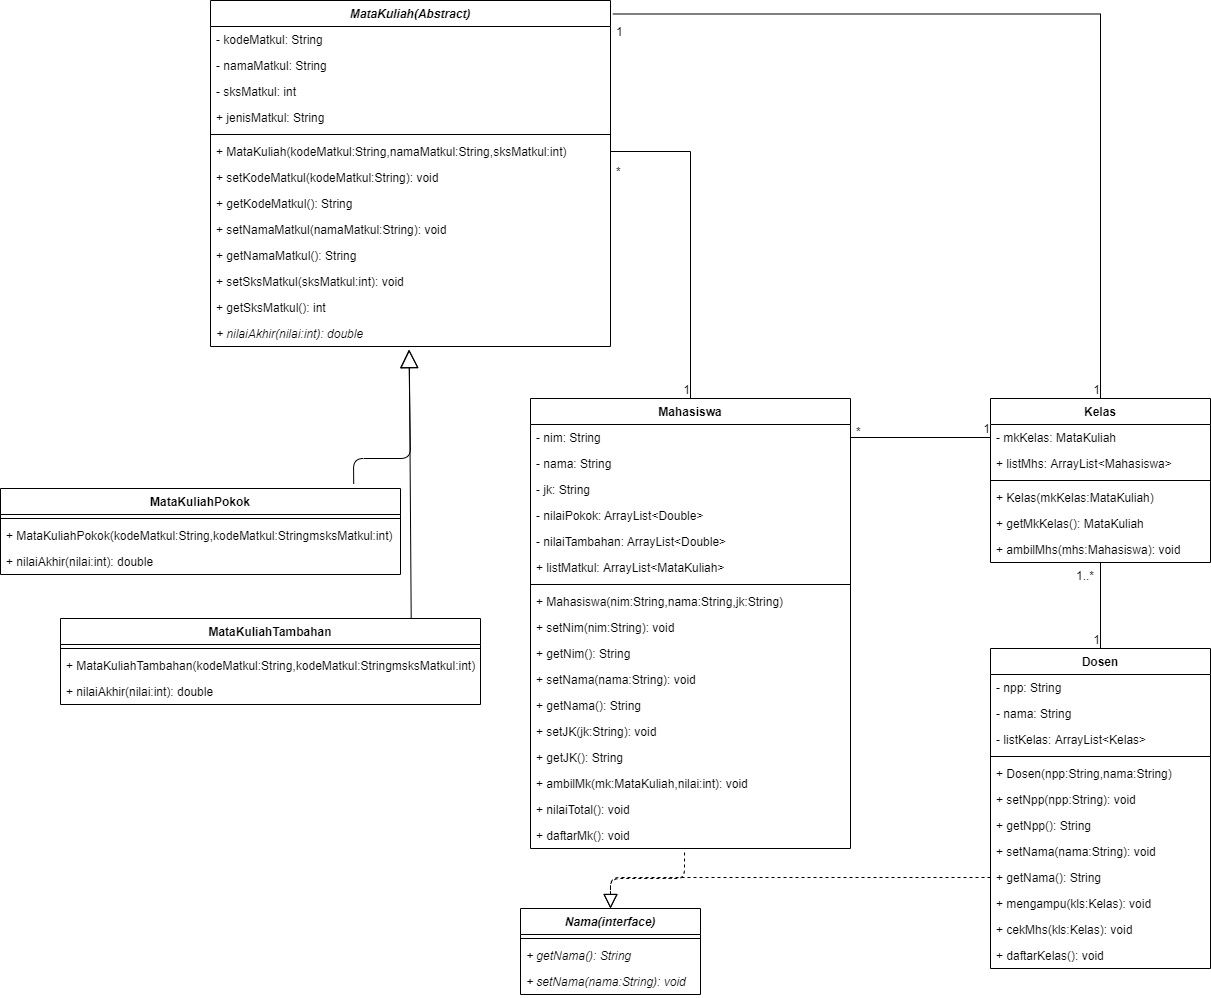 MataKuliah(Abstract)
- kodeMatkul: String
- namaMatkul: String
- sksMatkul: int
+ jenisMatkul: String
+ MataKuliah(kodeMatkul:String,namaMatkul:String,sksMatkul:int)
+ setKodeMatkul(kodeMatkul:String): void
+ getKodeMatkul(): String
+ setNamaMatkul(namaMatkul:String): void
+ getNamaMatkul(): String
+ setSksMatkul(sksMatkul:int): void
+ getSksMatkul(): int
+ nilaiAkhir(nilai:int): double
1
*
1
1
MataKuliahPokok
+ MataKuliahPokok(kodeMatkul:String,kodeMatkul:StringmsksMatkul:int)
+ nilaiAkhir(nilai:int): double
MataKuliahTambahan
+ MataKuliahTambahan(kodeMatkul:String,kodeMatkul:StringmsksMatkul:int)
+ nilaiAkhir(nilai:int): double
Mahasiswa
- nim: String
- nama: String
- jk: String
- nilaiPokok: ArrayList<Double>
- nilaiTambahan: ArrayList<Double>
+ listMatkul: ArrayList<MataKuliah>
+ Mahasiswa(nim:String,nama:String,jk:String)
+ setNim(nim:String): void
+ getNim(): String
+ setNama(nama:String): void
+ getNama(): String
+ setJK(jk:String): void
+ getJK(): String
+ ambilMk(mk:MataKuliah,nilai:int): void
+ nilaiTotal(): void
+ daftarMk(): void
*
1
Kelas
- mkKelas: MataKuliah
+ listMhs: ArrayList<Mahasiswa>
+ Kelas(mkKelas:MataKuliah)
+ getMkKelas(): MataKuliah
+ ambilMhs(mhs:Mahasiswa): void
1..*
1
Dosen
- npp: String
- nama: String
- listKelas: ArrayList<Kelas>
+ Dosen(npp:String,nama:String)
+ setNpp(npp:String): void
+ getNpp(): String
+ setNama(nama:String): void
+ getNama(): String
+ mengampu(kls:Kelas): void
+ cekMhs(kls:Kelas): void
+ daftarKelas(): void
Nama(interface)
+ getNama(): String
+ setNama(nama:String): void